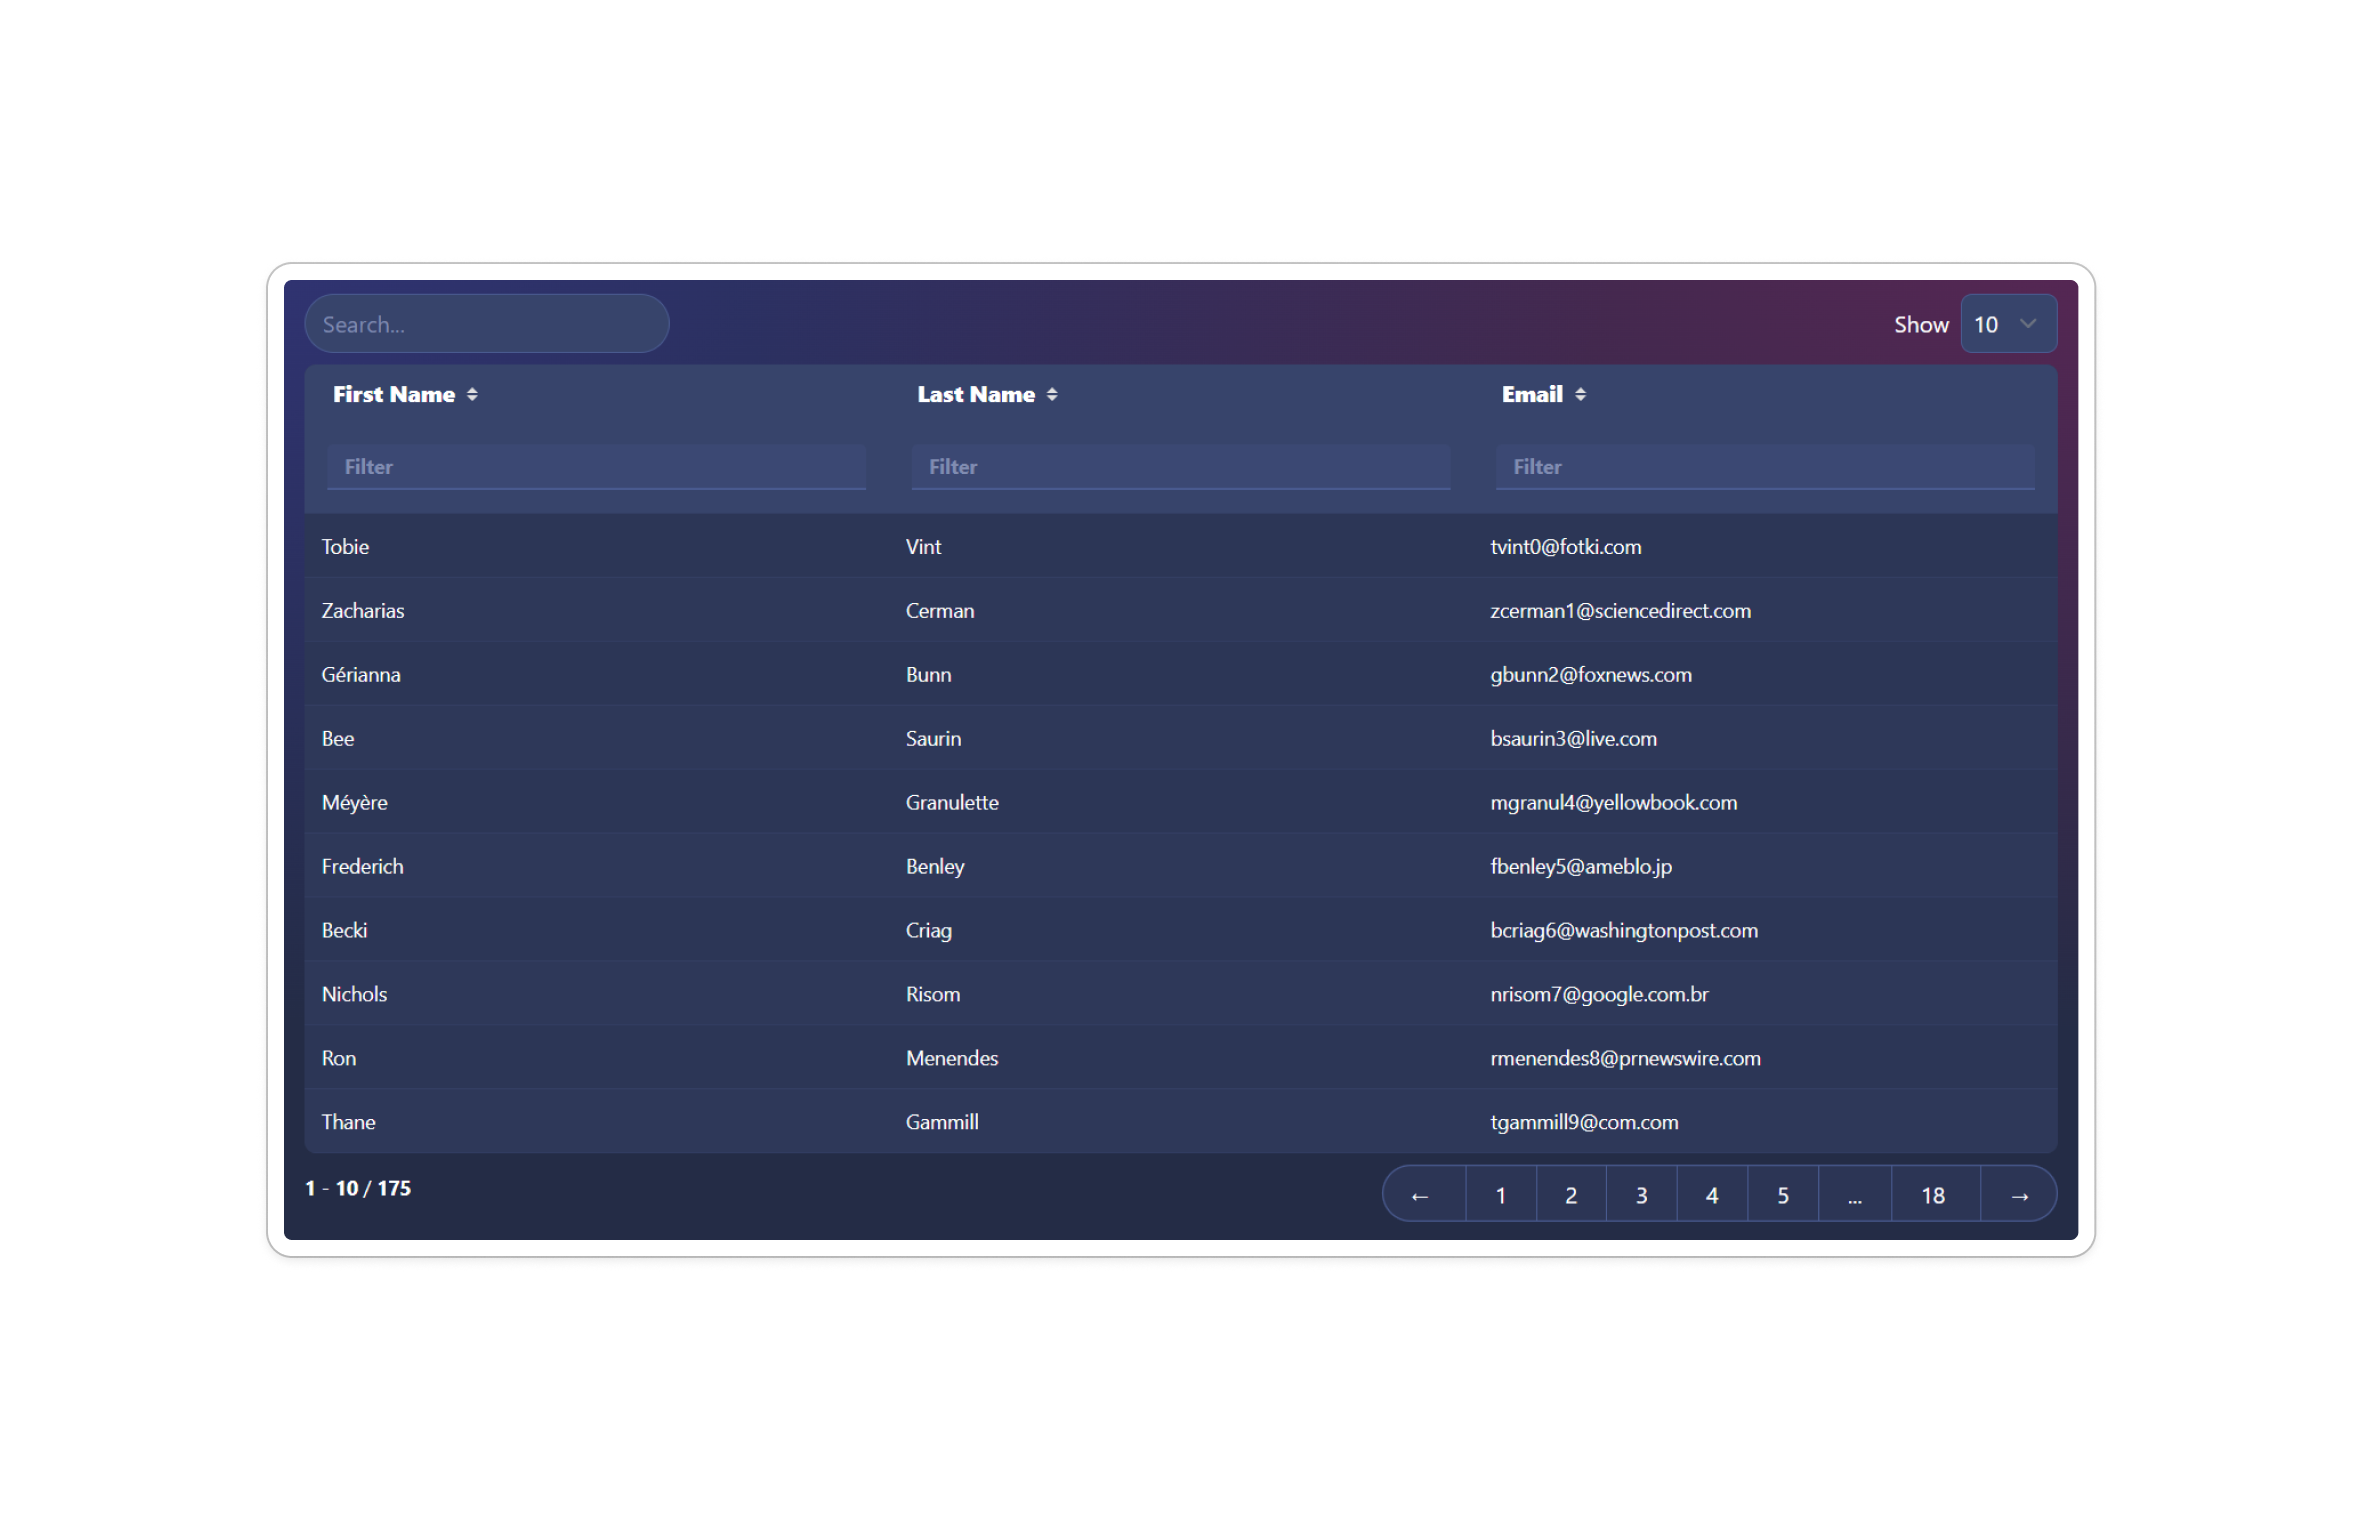 Search... Show 10
First Name Last Name Email
Filter Filter Filter
Tobie Vint tvint0@fotki.com
Zacharias Cerman zcerman1@sciencedirect.com
Gérianna Bunn gbunn2@foxnews.com
Bee Saurin bsaurin3@live.com
Méyère Granulette mgranul4@yellowbook.com
Frederich Benley fbenley5@ameblo.jp
Becki Criag bcriag6@washingtonpost.com
Nichols Risom nrisom7@google.com.br
Ron Menendes rmenendes8@prnewswire.com
Thane Gammill tgammill9@com.com
1 - 10 / 175 ← 1 2 3 4 5 ... 18 →